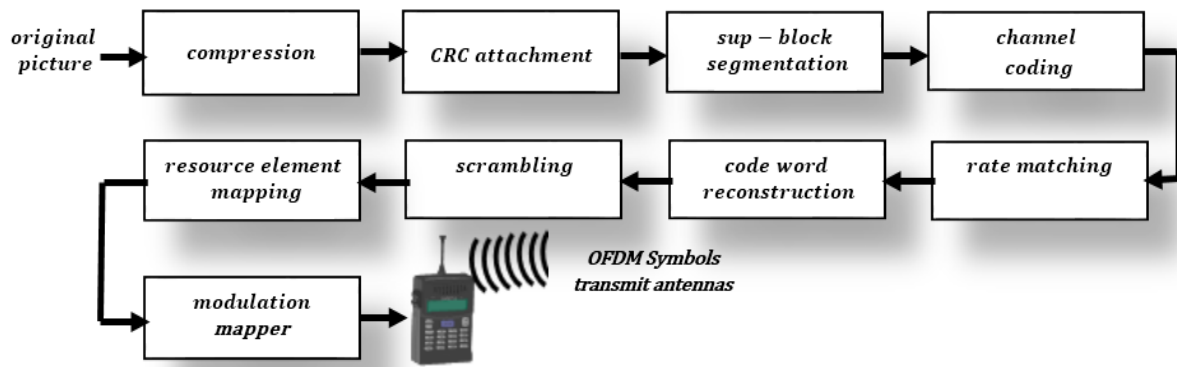 original
picture
compression
CRC attachment
sup − block
segmentation
channel
coding
rate matching
code word
reconstruction
scrambling
resource element
mapping
modulation
mapper
OFDM Symbols
transmit antennas